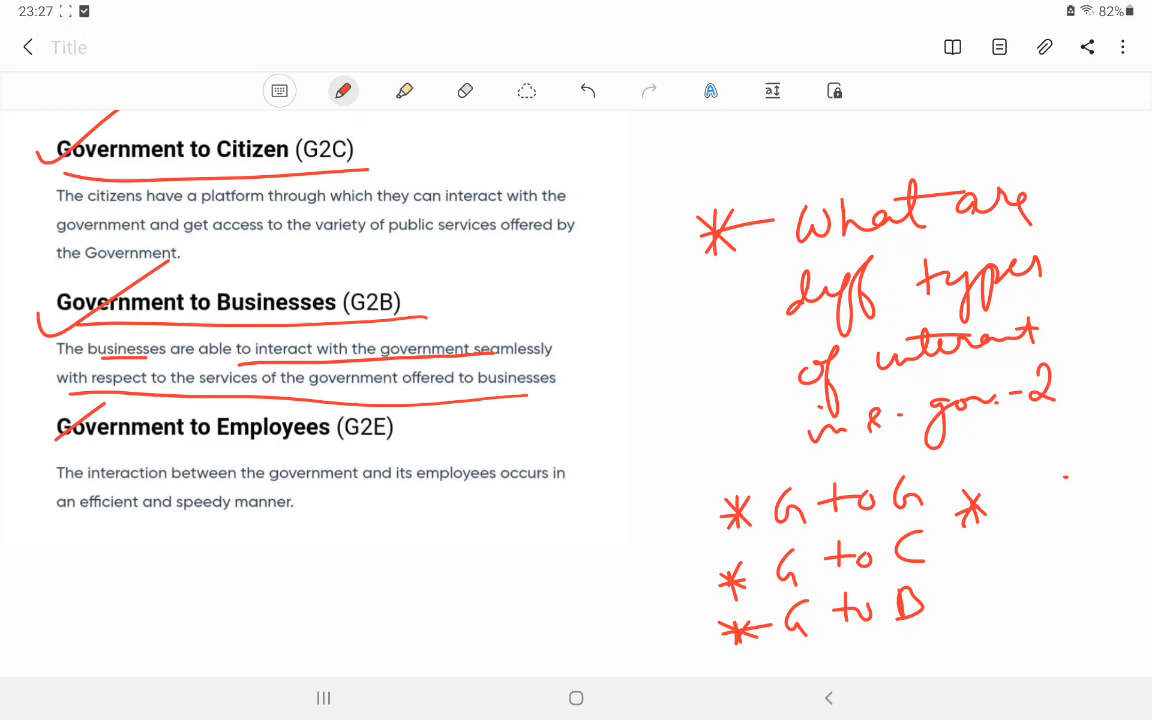 23:27
82%
Title
Government to Citizen (G2C)
The citizens have a platform through which they can interact with the
government and get access to the variety of public services offered by
the Government.
Government to Businesses (G2B)
The businesses are able to interact with the government seamlessly
with respect to the services of the government offered to businesses
Government to Employees (G2E)
The interaction between the government and its employees occurs in
an efficient and speedy manner.
* What are
dyff types
of interact
in e-gov.-2
* G to G *
* G to C
* G to B